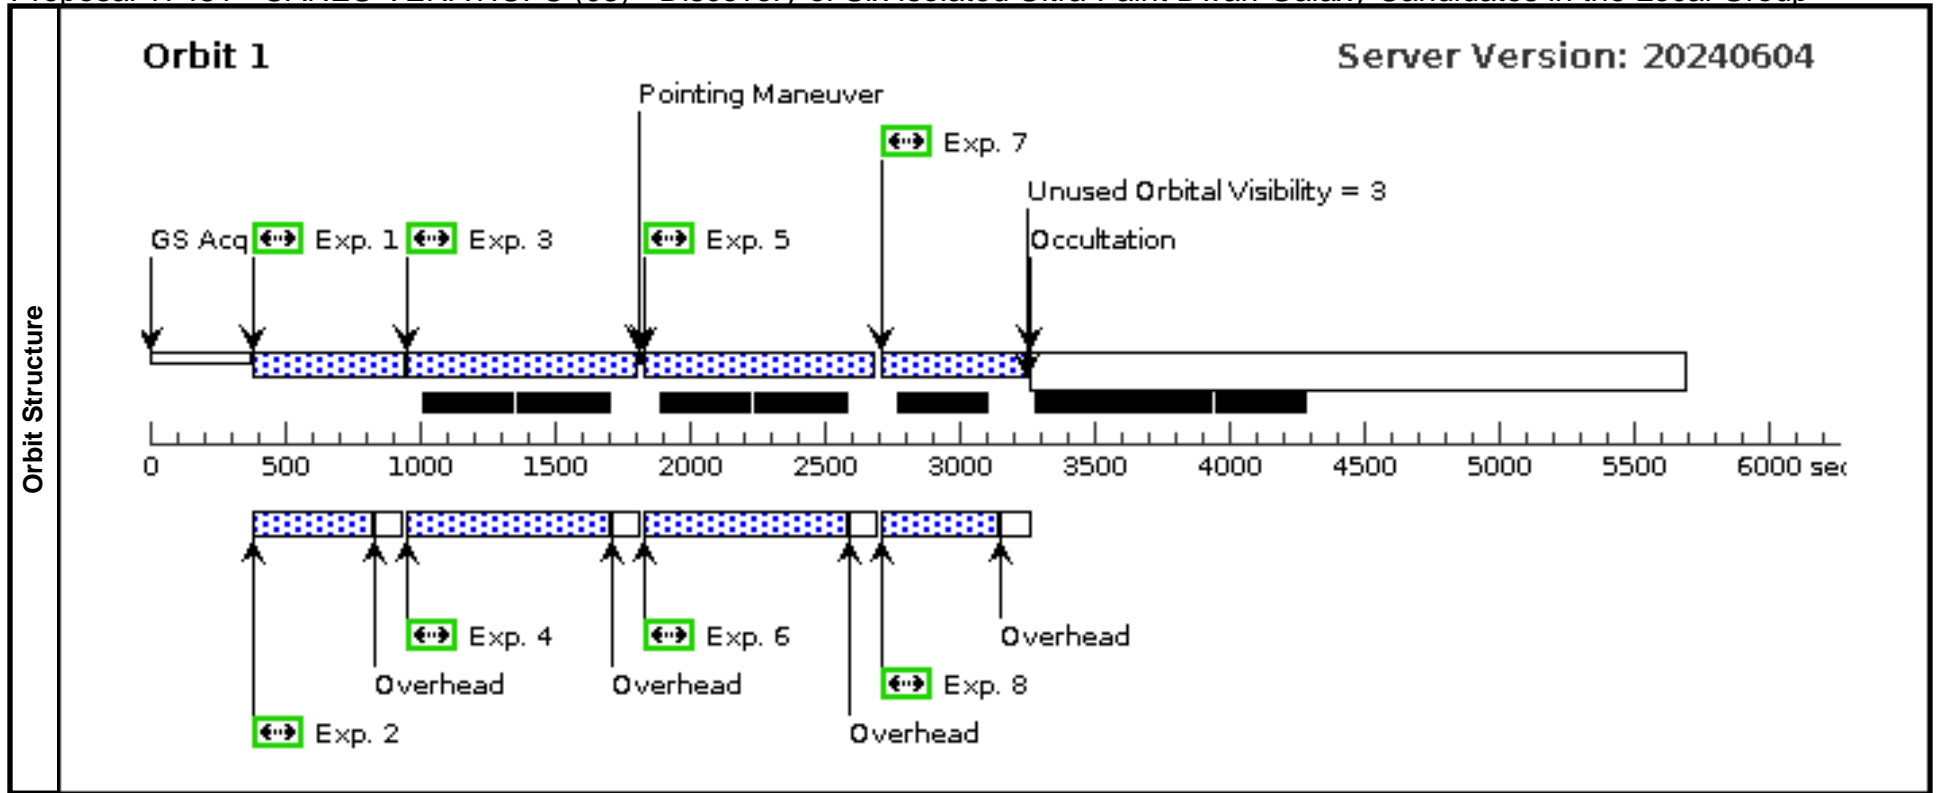 Orbit 1
Server Version: 20240604
Pointing Maneuver
Exp. 7
Unused Orbital Visibility = 3
GS Acq
Exp. 1
Exp. 3
Exp. 5
Occultation
Orbit Structure
0 500 1000 1500 2000 2500 3000 3500 4000 4500 5000 5500 6000
Exp. 4
Exp. 6
Overhead
Overhead
Overhead
Exp. 8
Exp. 2
Overhead